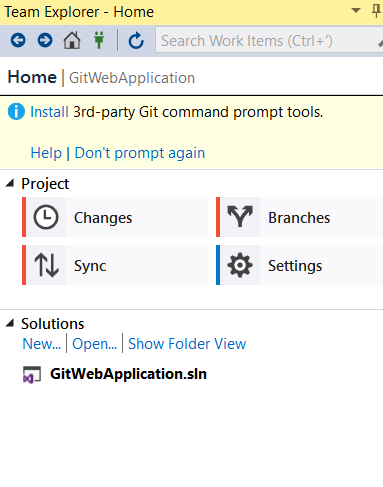 Team Explorer - Home
Search Work Items (Ctrl+')
Home | GitWebApplication
Install 3rd-party Git command prompt tools.
Help | Don't prompt again
Project
Changes
Branches
Sync
Settings
Solutions
New... | Open... | Show Folder View
GitWebApplication.sln